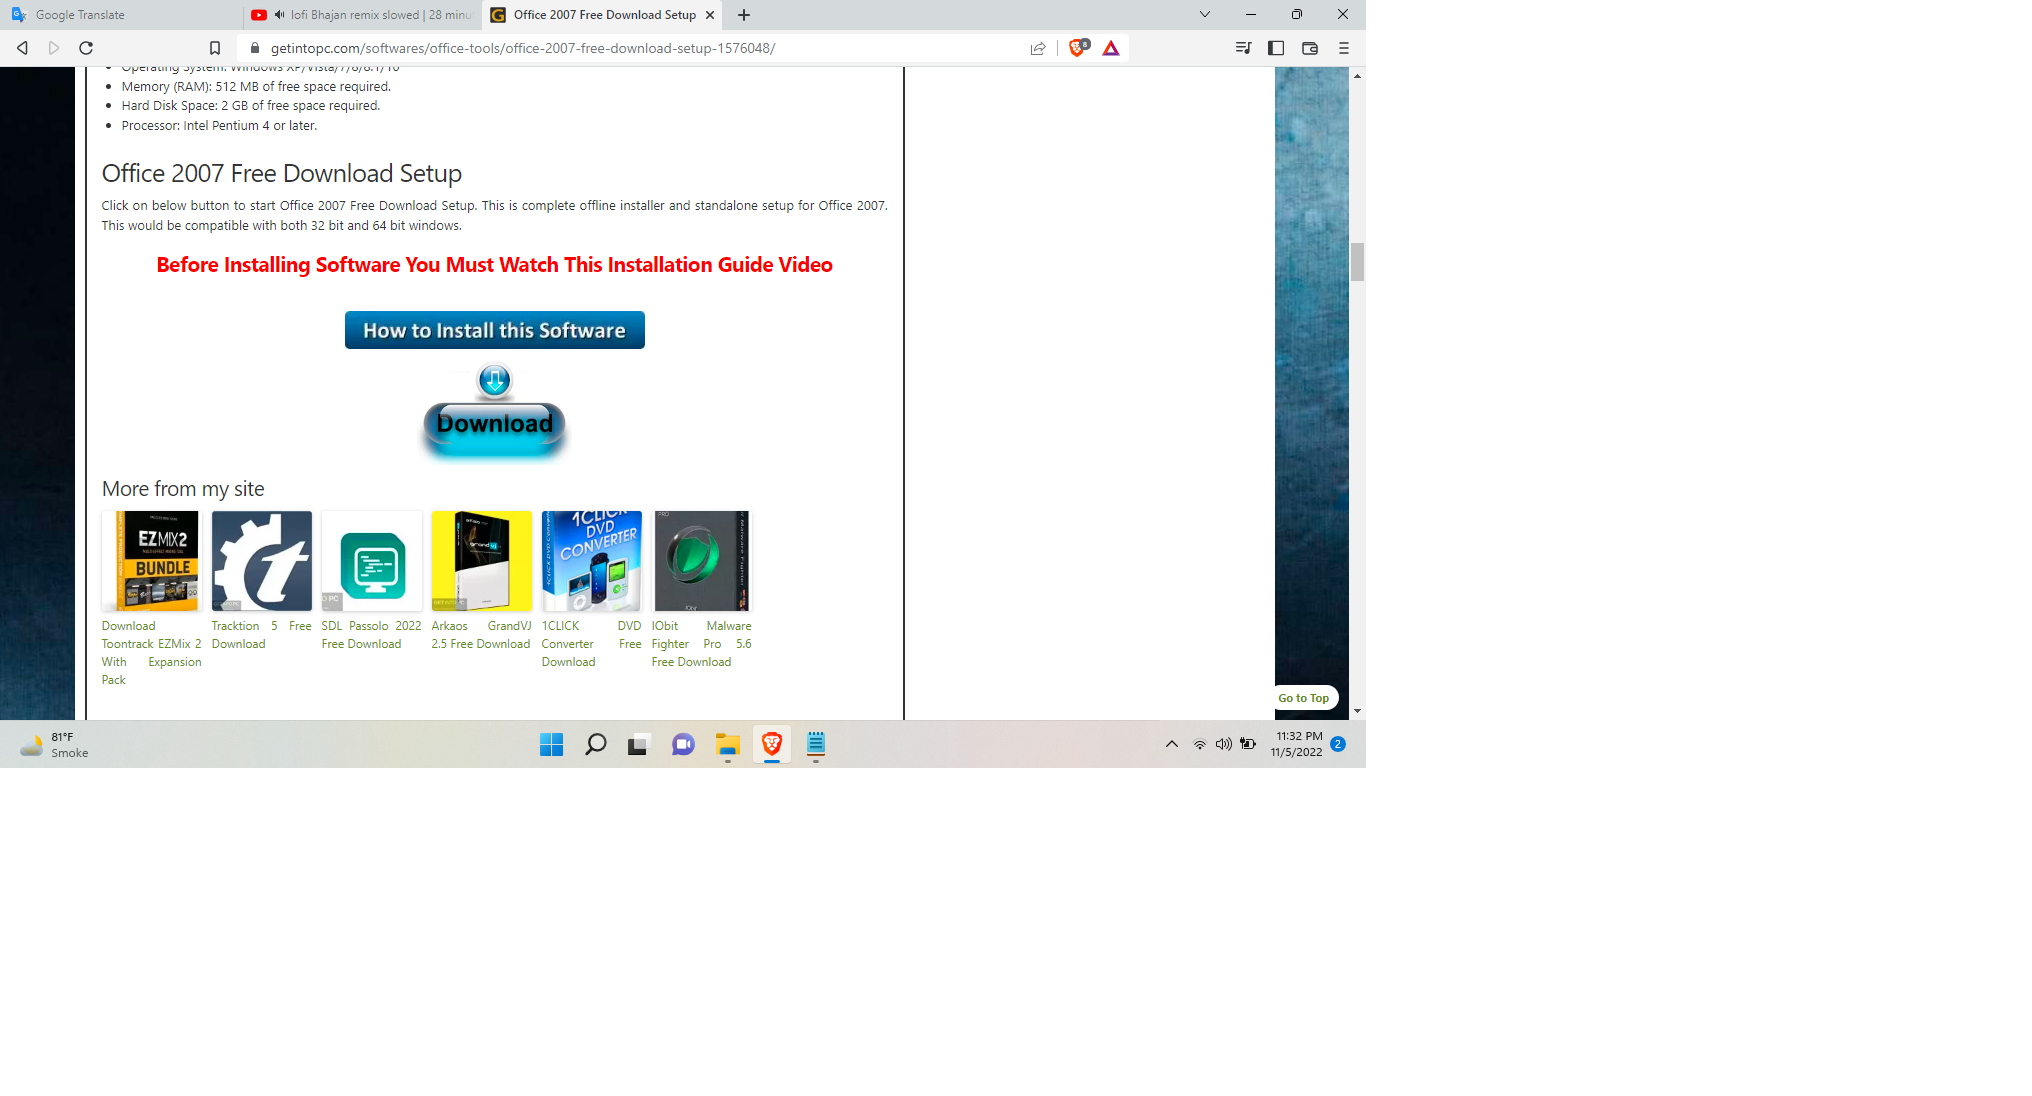 Google Translate
lofi Bhajan remix slowed | 28 minu
Office 2007 Free Download Setup
getintopc.com/softwares/office-tools/office-2007-free-download-setup-1576048/
8
Operating System: Windows XP/Vista/7/8/8.1/10
Memory (RAM): 512 MB of free space required.
Hard Disk Space: 2 GB of free space required.
Processor: Intel Pentium 4 or later.
Office 2007 Free Download Setup
Click on below button to start Office 2007 Free Download Setup. This is complete offline installer and standalone setup for Office 2007.
This would be compatible with both 32 bit and 64 bit windows.
Before Installing Software You Must Watch This Installation Guide Video
How to Install this Software
Download
More from my site
EZMIX2
BUNDLE
1CLICK
DVD
CONVERTER
1CLICK DVD CONVERTER
PRO
Download
Toontrack EZMix 2
With Expansion
Pack
Tracktion 5 Free
Download
SDL Passolo 2022
Free Download
Arkaos GrandVJ
2.5 Free Download
1CLICK DVD
Converter Free
Download
IObit Malware
Fighter Pro 5.6
Free Download
Go to Top
81°F
Smoke
11:32 PM
11/5/2022
2